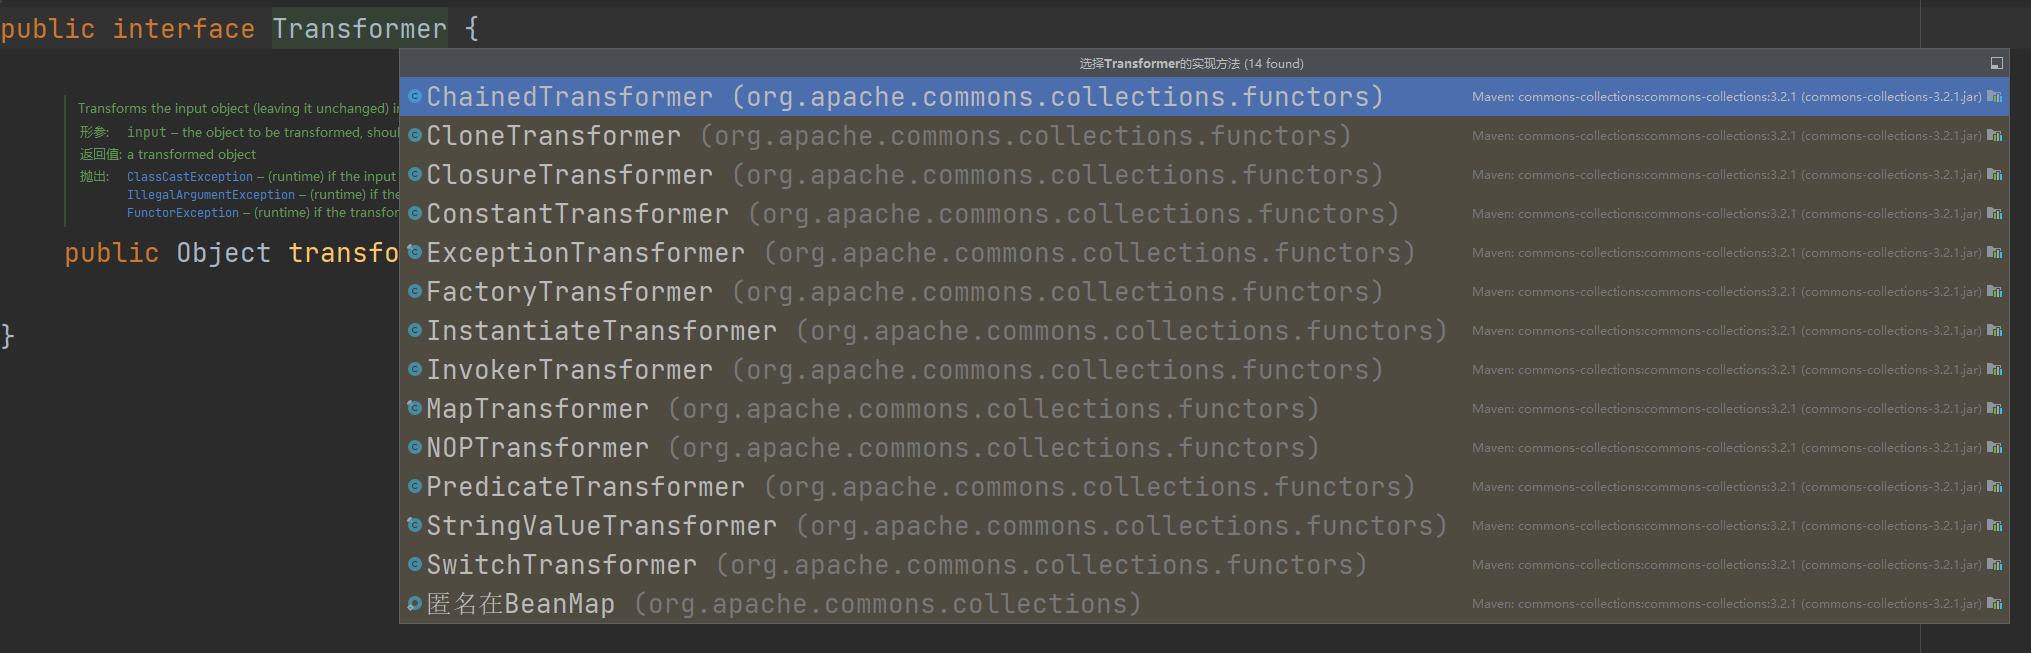 public interface Transformer {
选择Transformer的实现方法 (14 found)
ChainedTransformer (org.apache.commons.collections.functors) Maven: commons-collections:commons-collections:3.2.1 (commons-collections-3.2.1.jar)
Transforms the input object (leaving it unchanged) i
形参: input – the object to be transformed, shoul
CloneTransformer (org.apache.commons.collections.functors) Maven: commons-collections:commons-collections:3.2.1 (commons-collections-3.2.1.jar)
返回值: a transformed object
抛出: ClassCastException – (runtime) if the input
ClosureTransformer (org.apache.commons.collections.functors) Maven: commons-collections:commons-collections:3.2.1 (commons-collections-3.2.1.jar)
IllegalArgumentException – (runtime) if the
FunctorException – (runtime) if the transfor
ConstantTransformer (org.apache.commons.collections.functors) Maven: commons-collections:commons-collections:3.2.1 (commons-collections-3.2.1.jar)
public Object transfo
ExceptionTransformer (org.apache.commons.collections.functors) Maven: commons-collections:commons-collections:3.2.1 (commons-collections-3.2.1.jar)
FactoryTransformer (org.apache.commons.collections.functors) Maven: commons-collections:commons-collections:3.2.1 (commons-collections-3.2.1.jar)
InstantiateTransformer (org.apache.commons.collections.functors) Maven: commons-collections:commons-collections:3.2.1 (commons-collections-3.2.1.jar)
}
InvokerTransformer (org.apache.commons.collections.functors) Maven: commons-collections:commons-collections:3.2.1 (commons-collections-3.2.1.jar)
MapTransformer (org.apache.commons.collections.functors) Maven: commons-collections:commons-collections:3.2.1 (commons-collections-3.2.1.jar)
NOPTransformer (org.apache.commons.collections.functors) Maven: commons-collections:commons-collections:3.2.1 (commons-collections-3.2.1.jar)
PredicateTransformer (org.apache.commons.collections.functors) Maven: commons-collections:commons-collections:3.2.1 (commons-collections-3.2.1.jar)
StringValueTransformer (org.apache.commons.collections.functors) Maven: commons-collections:commons-collections:3.2.1 (commons-collections-3.2.1.jar)
SwitchTransformer (org.apache.commons.collections.functors) Maven: commons-collections:commons-collections:3.2.1 (commons-collections-3.2.1.jar)
匿名在BeanMap (org.apache.commons.collections) Maven: commons-collections:commons-collections:3.2.1 (commons-collections-3.2.1.jar)